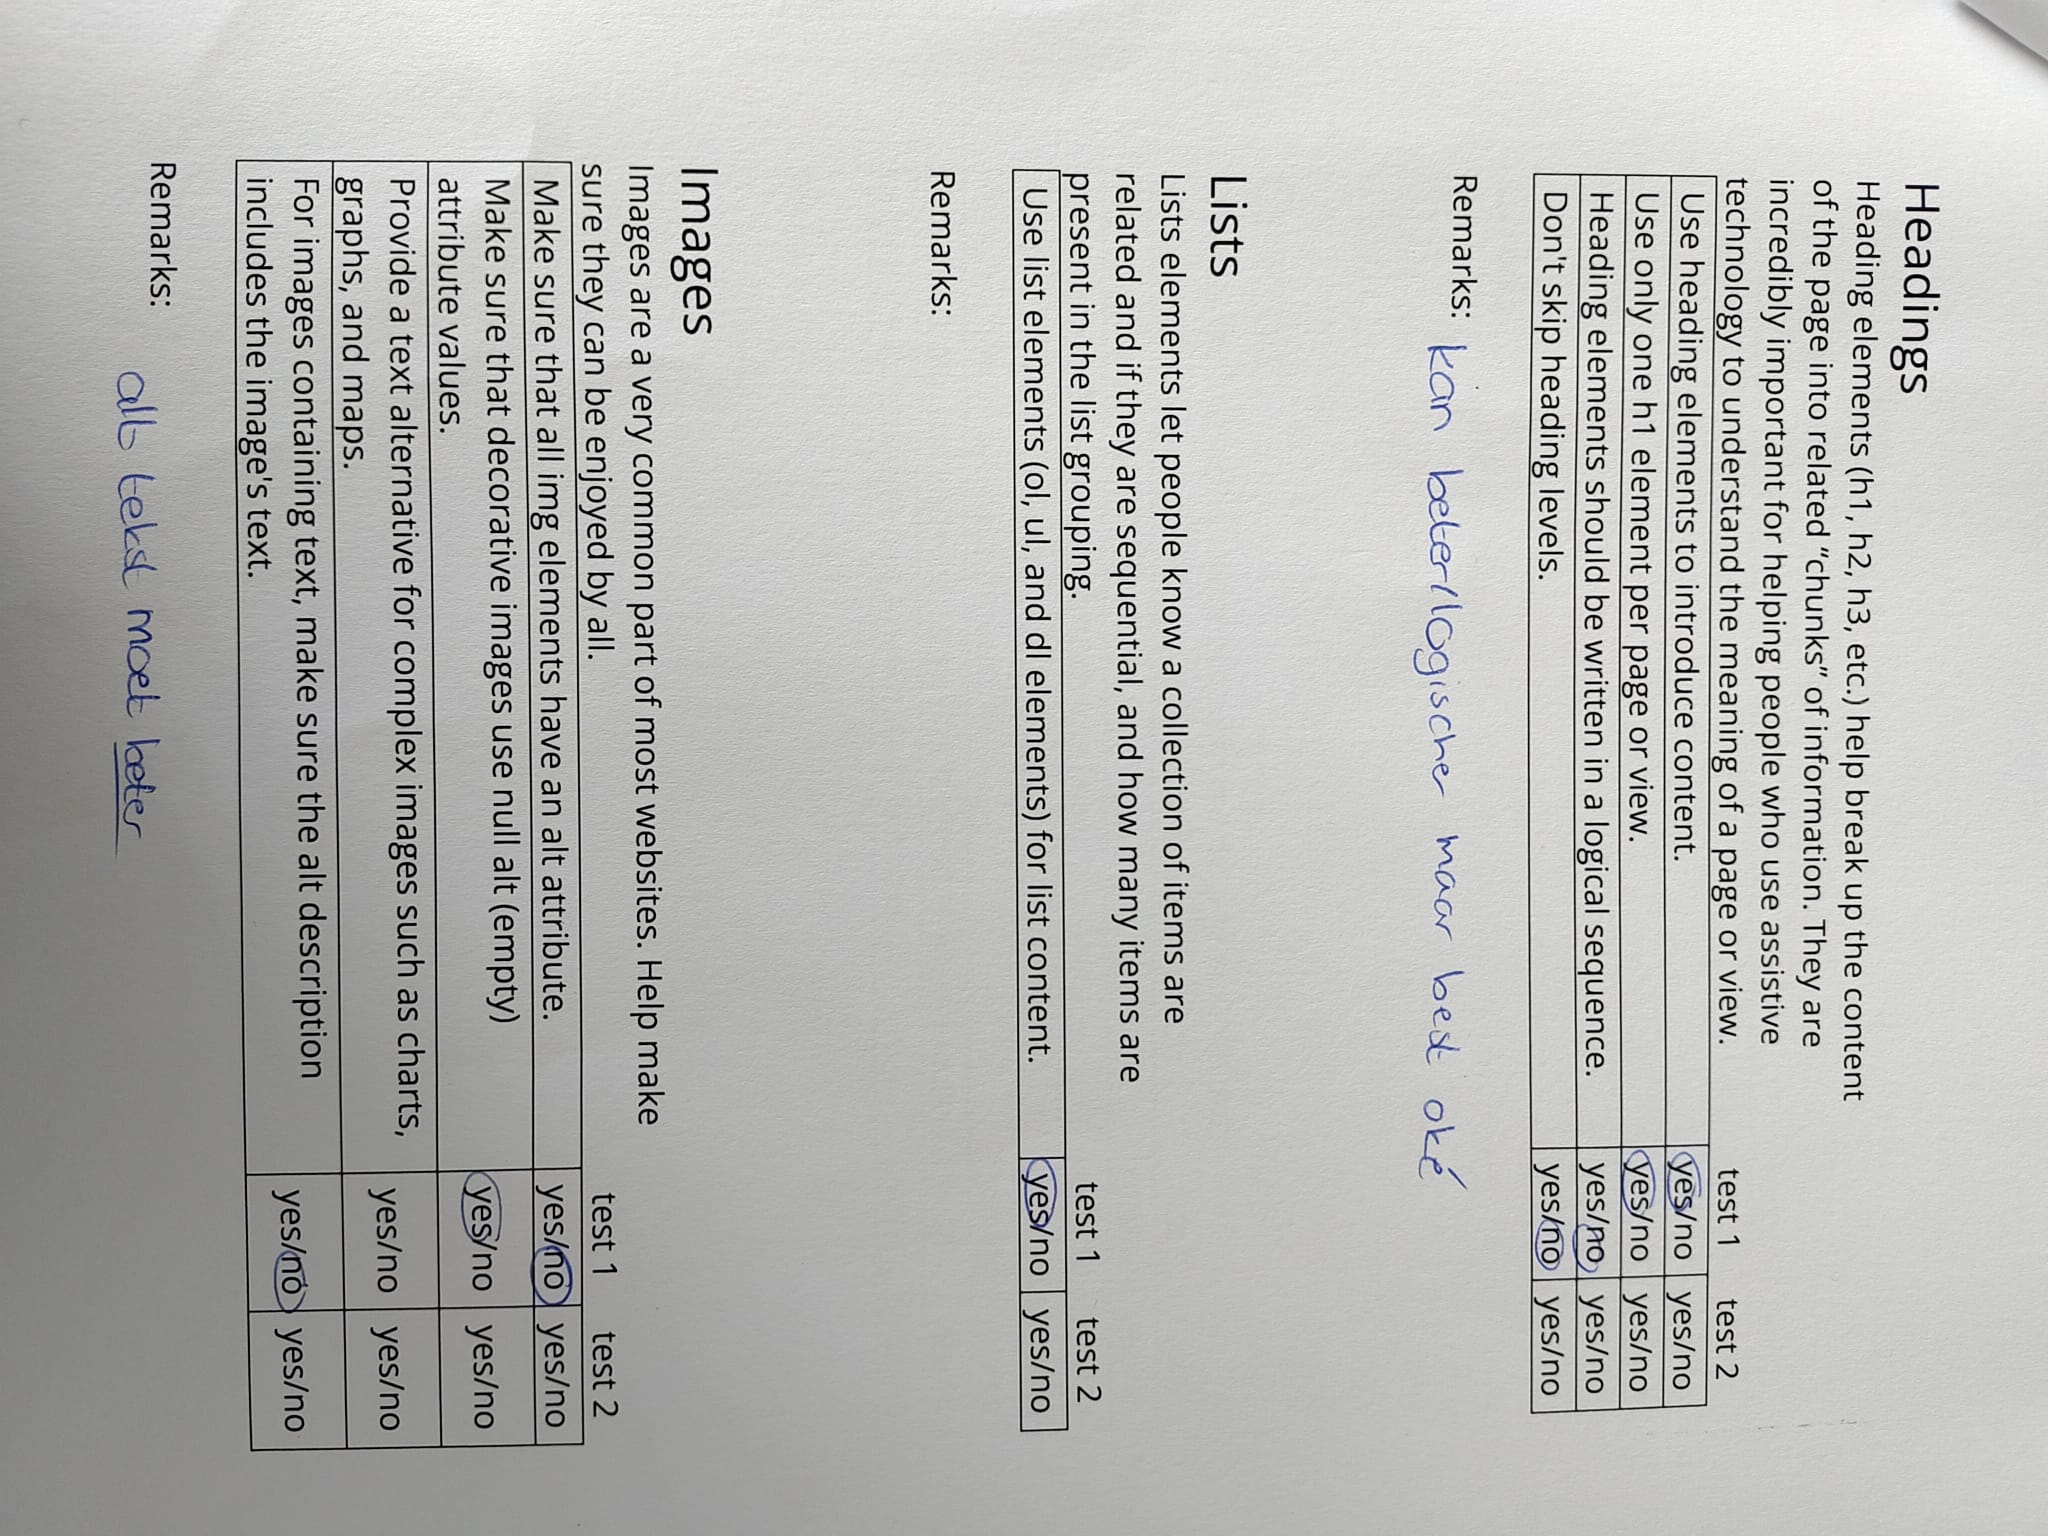 Headings
Heading elements (h1, h2, h3, etc.) help break up the content
of the page into related "chunks" of information. They are
incredibly important for helping people who use assistive
technology to understand the meaning of a page or view. test 1 test 2
Use heading elements to introduce content. yes/no yes/no
Use only one h1 element per page or view. yes/no yes/no
Heading elements should be written in a logical sequence. yes/no yes/no
Don't skip heading levels. yes/no yes/no
Remarks: kan beter/logischer maar best oké
Lists
Lists elements let people know a collection of items are
related and if they are sequential, and how many items are
present in the list grouping. test 1 test 2
Use list elements (ol, ul, and dl elements) for list content. yes/no yes/no
Remarks:
Images
Images are a very common part of most websites. Help make
sure they can be enjoyed by all. test 1 test 2
Make sure that all img elements have an alt attribute. yes/no yes/no
Make sure that decorative images use null alt (empty)
attribute values. yes/no yes/no
Provide a text alternative for complex images such as charts,
graphs, and maps. yes/no yes/no
For images containing text, make sure the alt description
includes the image's text. yes/no yes/no
Remarks: alt tekst moet beter